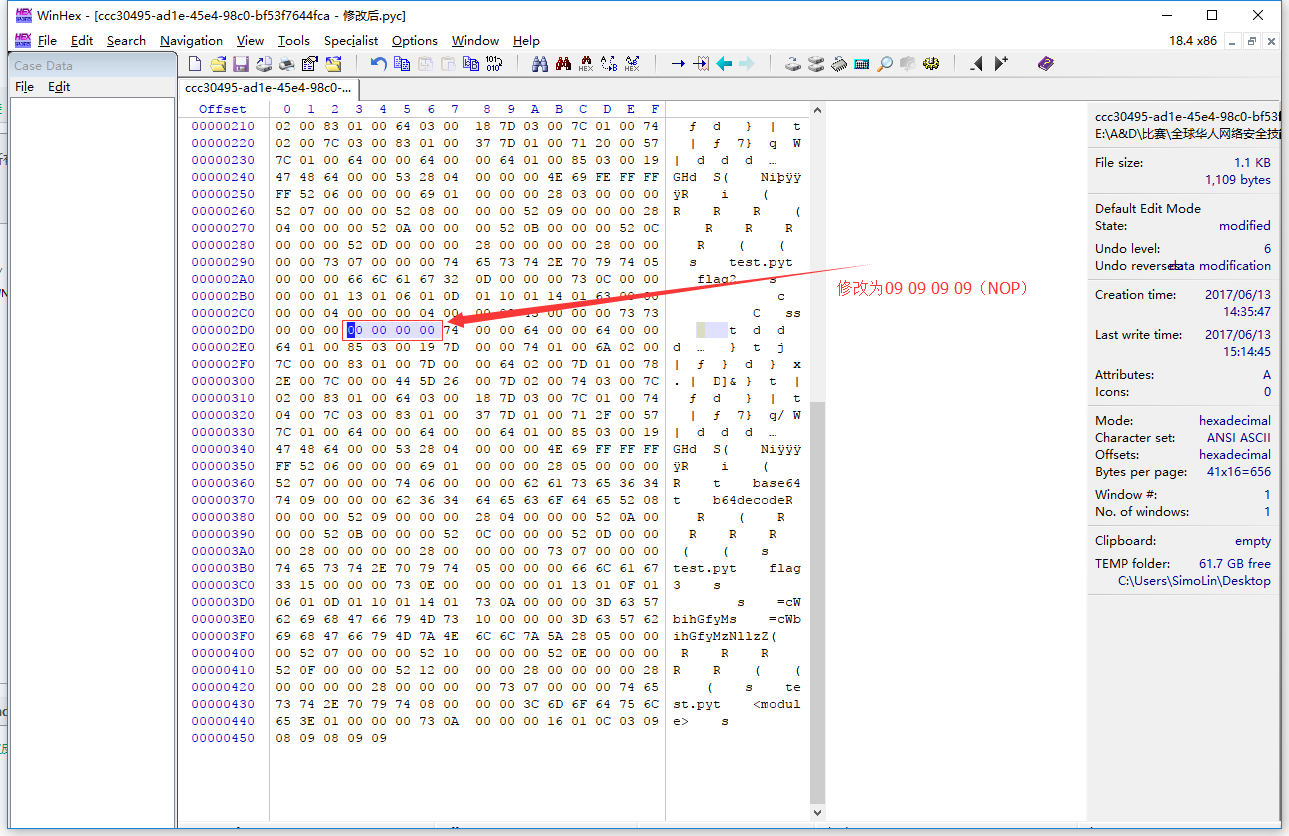 WinHex - [ccc30495-ad1e-45e4-98c0-bf53f7644fca - 修改后.pyc]
File Edit Search Navigation View Tools Specialist Options Window Help 18.4 x86
Case Data
File Edit
ccc30495-ad1e-45e4-98c0-...
Offset 0 1 2 3 4 5 6 7 8 9 A B C D E F
00000210 02 00 83 01 00 64 03 00 18 7D 03 00 7C 01 00 74 ƒ d } | t
00000220 02 00 7C 03 00 83 01 00 37 7D 01 00 71 20 00 57 | ƒ 7} q W
00000230 7C 01 00 64 00 00 64 00 00 64 01 00 85 03 00 19 | d d d …
00000240 47 48 64 00 00 53 28 04 00 00 00 4E 69 FE FF FF GHd S( Niþÿÿ
00000250 FF 52 06 00 00 00 69 01 00 00 00 28 03 00 00 00 ÿR i (
00000260 52 07 00 00 00 52 08 00 00 00 52 09 00 00 00 28 R R R (
00000270 04 00 00 00 52 0A 00 00 00 52 0B 00 00 00 52 0C R R R
00000280 00 00 00 52 0D 00 00 00 28 00 00 00 00 28 00 00 R ( (
00000290 00 00 73 07 00 00 00 74 65 73 74 2E 70 79 74 05 s test.pyt
000002A0 00 00 00 66 6C 61 67 32 0D 00 00 00 73 0C 00 00 flag2 s
000002B0 00 00 01 13 01 06 01 0D 01 10 01 14 01 63 00 00 c
000002C0 00 00 04 00 00 00 04 00 00 00 73 73 C ss
000002D0 00 00 00 00 00 00 00 74 00 00 64 00 00 64 00 00 t d d
000002E0 64 01 00 85 03 00 19 7D 00 00 74 01 00 6A 02 00 d … } t j
000002F0 7C 00 00 83 01 00 7D 00 00 64 02 00 7D 01 00 78 | ƒ } d } x
00000300 2E 00 7C 00 00 44 5D 26 00 7D 02 00 74 03 00 7C . | D]& } t |
00000310 02 00 83 01 00 64 03 00 18 7D 03 00 7C 01 00 74 ƒ d } | t
00000320 04 00 7C 03 00 83 01 00 37 7D 01 00 71 2F 00 57 | ƒ 7} q/ W
00000330 7C 01 00 64 00 00 64 00 00 64 01 00 85 03 00 19 | d d d …
00000340 47 48 64 00 00 53 28 04 00 00 00 4E 69 FF FF FF GHd S( Niÿÿÿ
00000350 FF 52 06 00 00 00 69 01 00 00 00 28 05 00 00 00 ÿR i (
00000360 52 07 00 00 00 74 06 00 00 00 62 61 73 65 36 34 R t base64
00000370 74 09 00 00 00 62 36 34 64 65 63 6F 64 65 52 08 t b64decodeR
00000380 00 00 00 52 09 00 00 00 28 04 00 00 00 52 0A 00 R ( R
00000390 00 00 52 0B 00 00 00 52 0C 00 00 00 52 0D 00 00 R R R
000003A0 00 28 00 00 00 00 28 00 00 00 00 73 07 00 00 00 ( ( s
000003B0 74 65 73 74 2E 70 79 74 05 00 00 00 66 6C 61 67 test.pyt flag
000003C0 33 15 00 00 00 73 0E 00 00 00 00 01 13 01 0F 01 3 s
000003D0 06 01 0D 01 10 01 14 01 73 0A 00 00 00 3D 63 57 s =cW
000003E0 62 69 68 47 66 79 4D 73 10 00 00 00 3D 63 57 62 bihGfyMs =cWb
000003F0 69 68 47 66 79 4D 7A 4E 6C 6C 7A 5A 28 05 00 00 ihGfyMzNllzZ(
00000400 00 52 07 00 00 00 52 10 00 00 00 52 0E 00 00 00 R R R
00000410 52 0F 00 00 00 52 12 00 00 00 28 00 00 00 00 28 R R ( (
00000420 00 00 00 00 28 00 00 00 00 73 07 00 00 00 74 65 ( s te
00000430 73 74 2E 70 79 74 08 00 00 00 3C 6D 6F 64 75 6C st.pyt <modul
00000440 65 3E 01 00 00 00 73 0A 00 00 00 16 01 0C 03 09 e> s
00000450 08 09 08 09 09
修改为09 09 09 09（NOP）
ccc30495-ad1e-45e4-98c0-bf53f
E:\A&D\比赛\全球华人网络安全技
File size: 1.1 KB
1,109 bytes
Default Edit Mode
State: modified
Undo level: 6
Undo reverses: data modification
Creation time: 2017/06/13
14:35:47
Last write time: 2017/06/13
15:14:45
Attributes: A
Icons: 0
Mode: hexadecimal
Character set: ANSI ASCII
Offsets: hexadecimal
Bytes per page: 41x16=656
Window #: 1
No. of windows: 1
Clipboard: empty
TEMP folder: 61.7 GB free
C:\Users\SimoLin\Desktop